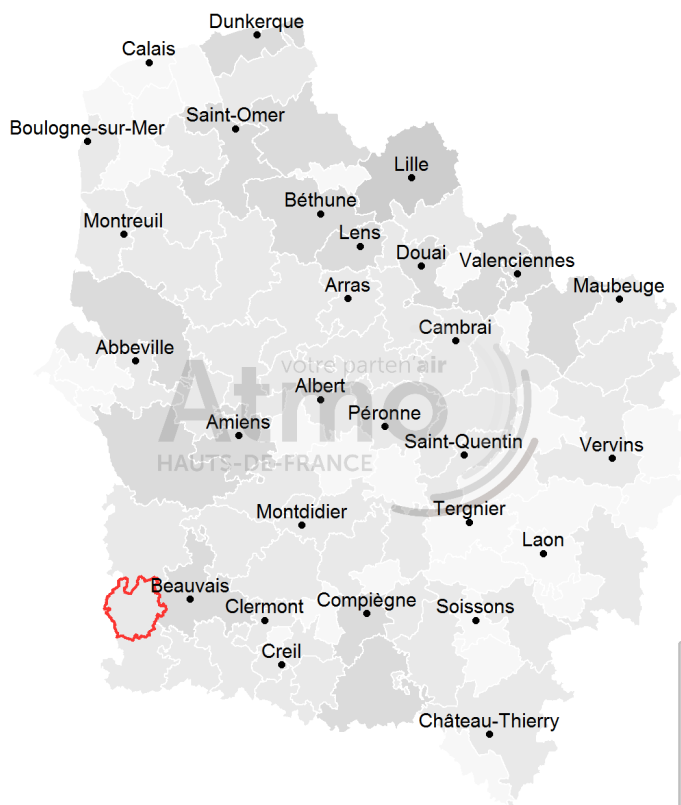 Dunkerque
Calais
Saint-Omer
Boulogne-sur-Mer
Lille
Béthune
Montreuil
Lens
Douai
Valenciennes
Arras
Maubeuge
Cambrai
Abbeville
votre parten'air
Atmo
HAUTS-DE-FRANCE
Albert
Péronne
Amiens
Saint-Quentin
Vervins
Montdidier
Tergnier
Laon
Beauvais
Clermont
Compiègne
Soissons
Creil
Château-Thierry